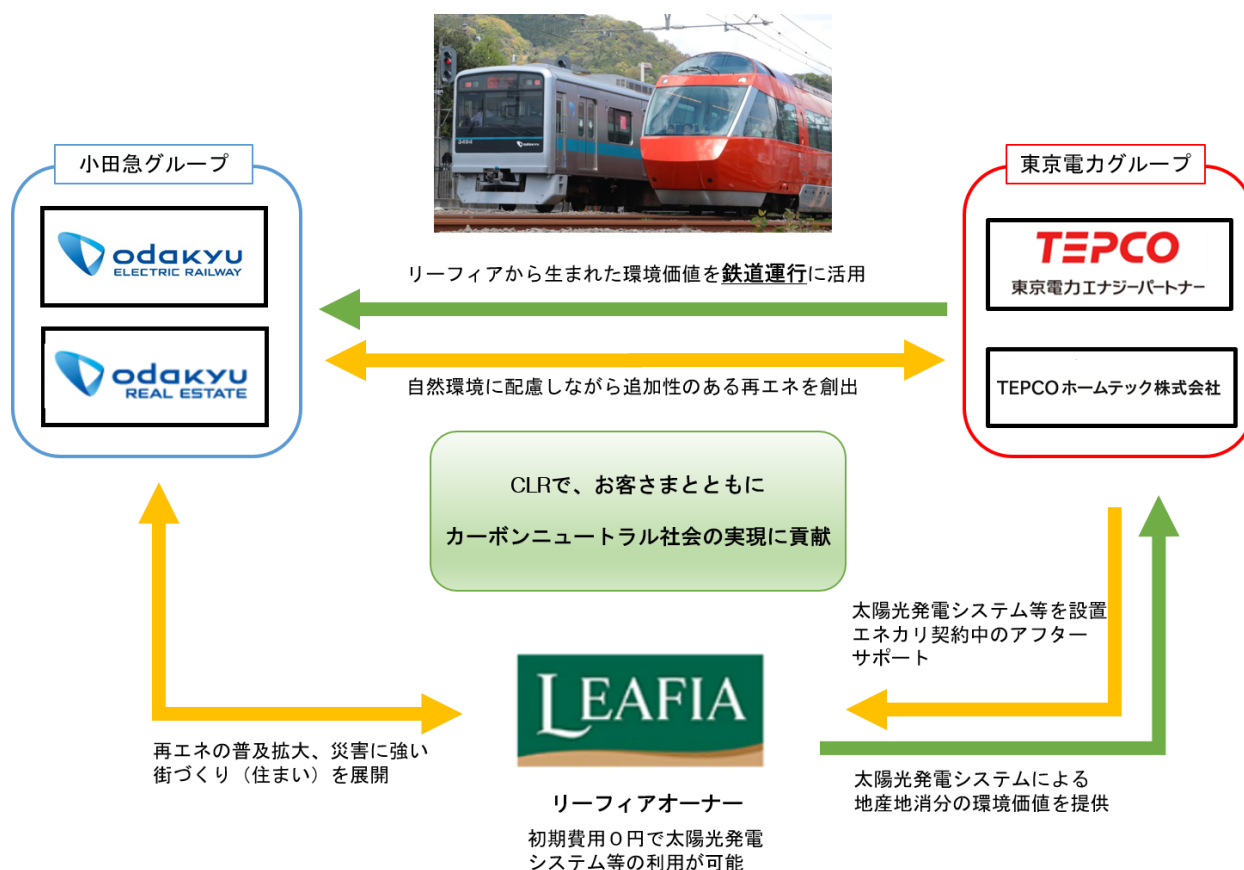 小田急グループ
odakyu
ELECTRIC RAILWAY
odakyu
REAL ESTATE
3494
odakyu
東京電力グループ
TEPCO
東京電力エナジーパートナー
TEPCOホームテック株式会社
リーフィアから生まれた環境価値を鉄道運行に活用
自然環境に配慮しながら追加性のある再エネを創出
CLRで、お客さまとともに
カーボンニュートラル社会の実現に貢献
太陽光発電システム等を設置
エネカリ契約中のアフター
サポート
再エネの普及拡大、災害に強い
街づくり（住まい）を展開
LEAFIA
リーフィアオーナー
初期費用０円で太陽光発電
システム等の利用が可能
太陽光発電システムによる
地産地消分の環境価値を提供